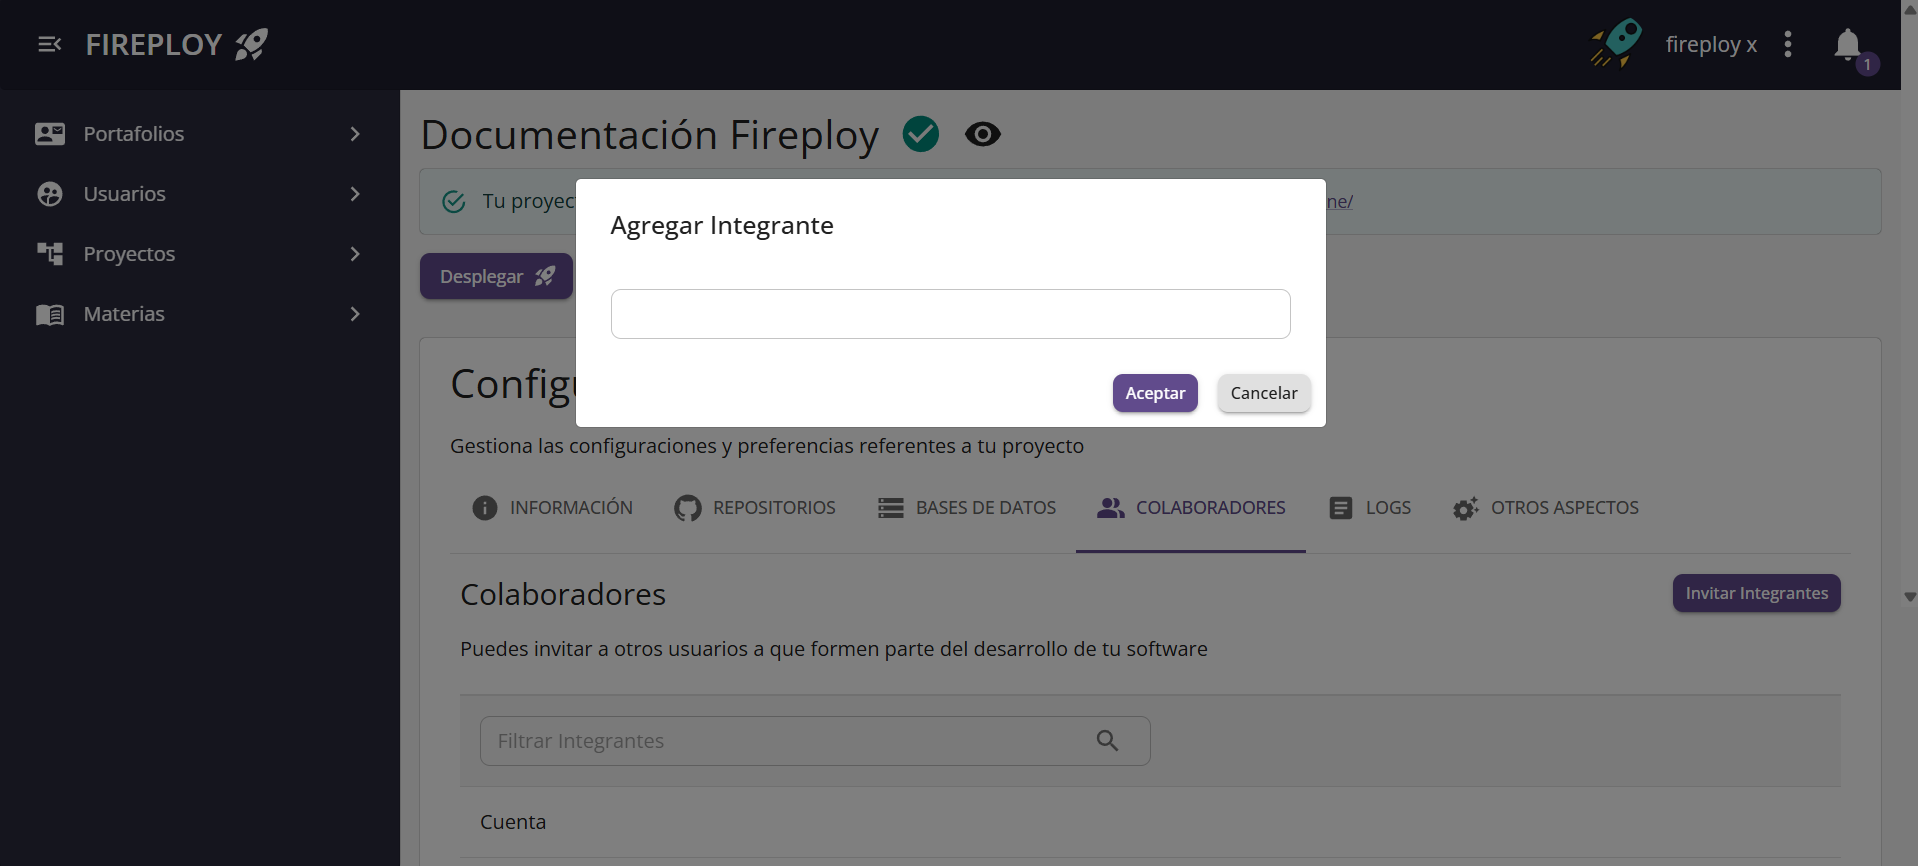 FIREPLOY
fireploy x
1
Portafolios
Usuarios
Proyectos
Materias
Documentación Fireploy
Tu proyec
ne/
Desplegar
Agregar Integrante
Aceptar
Cancelar
Config
Gestiona las configuraciones y preferencias referentes a tu proyecto
INFORMACIÓN REPOSITORIOS BASES DE DATOS COLABORADORES LOGS OTROS ASPECTOS
Colaboradores
Invitar Integrantes
Puedes invitar a otros usuarios a que formen parte del desarrollo de tu software
Filtrar Integrantes
Cuenta